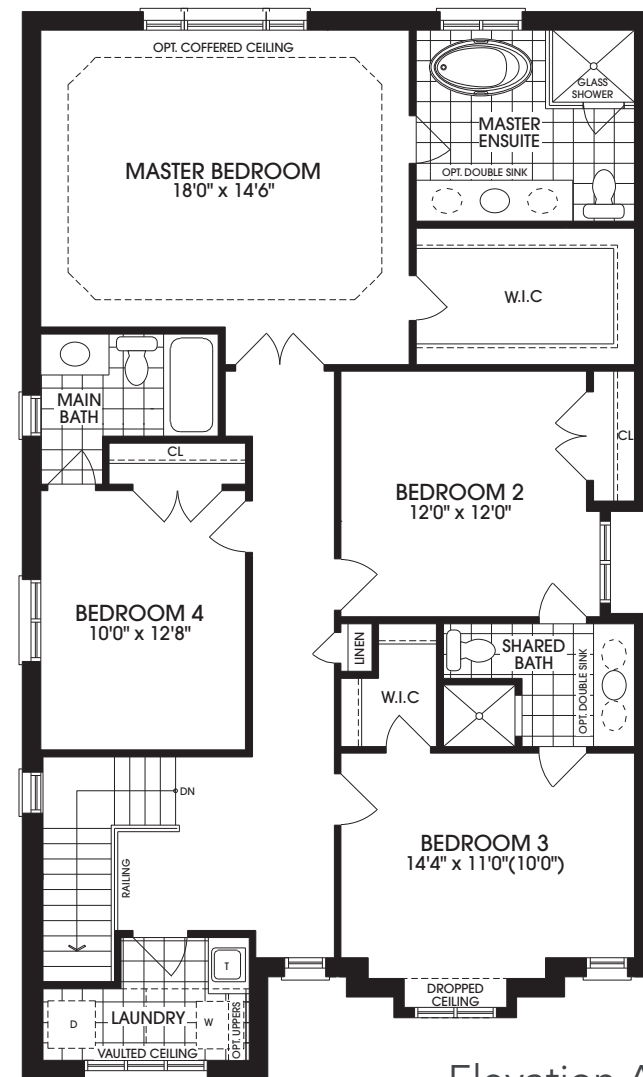 OPT. COFFERED CEILING
MASTER BEDROOM
18'0" x 14'6"
GLASS
SHOWER
MASTER
ENSUITE
OPT. DOUBLE SINK
W.I.C
MAIN
BATH
CL
CL
BEDROOM 2
12'0" x 12'0"
BEDROOM 4
10'0" x 12'8"
LINEN
SHARED
BATH
OPT. DOUBLE SINK
W.I.C
DN
RAILING
BEDROOM 3
14'4" x 11'0"(10'0")
T
D
LAUNDRY
W
OPT. UPPERS
VAULTED CEILING
DROPPED
CEILING
Elevation A